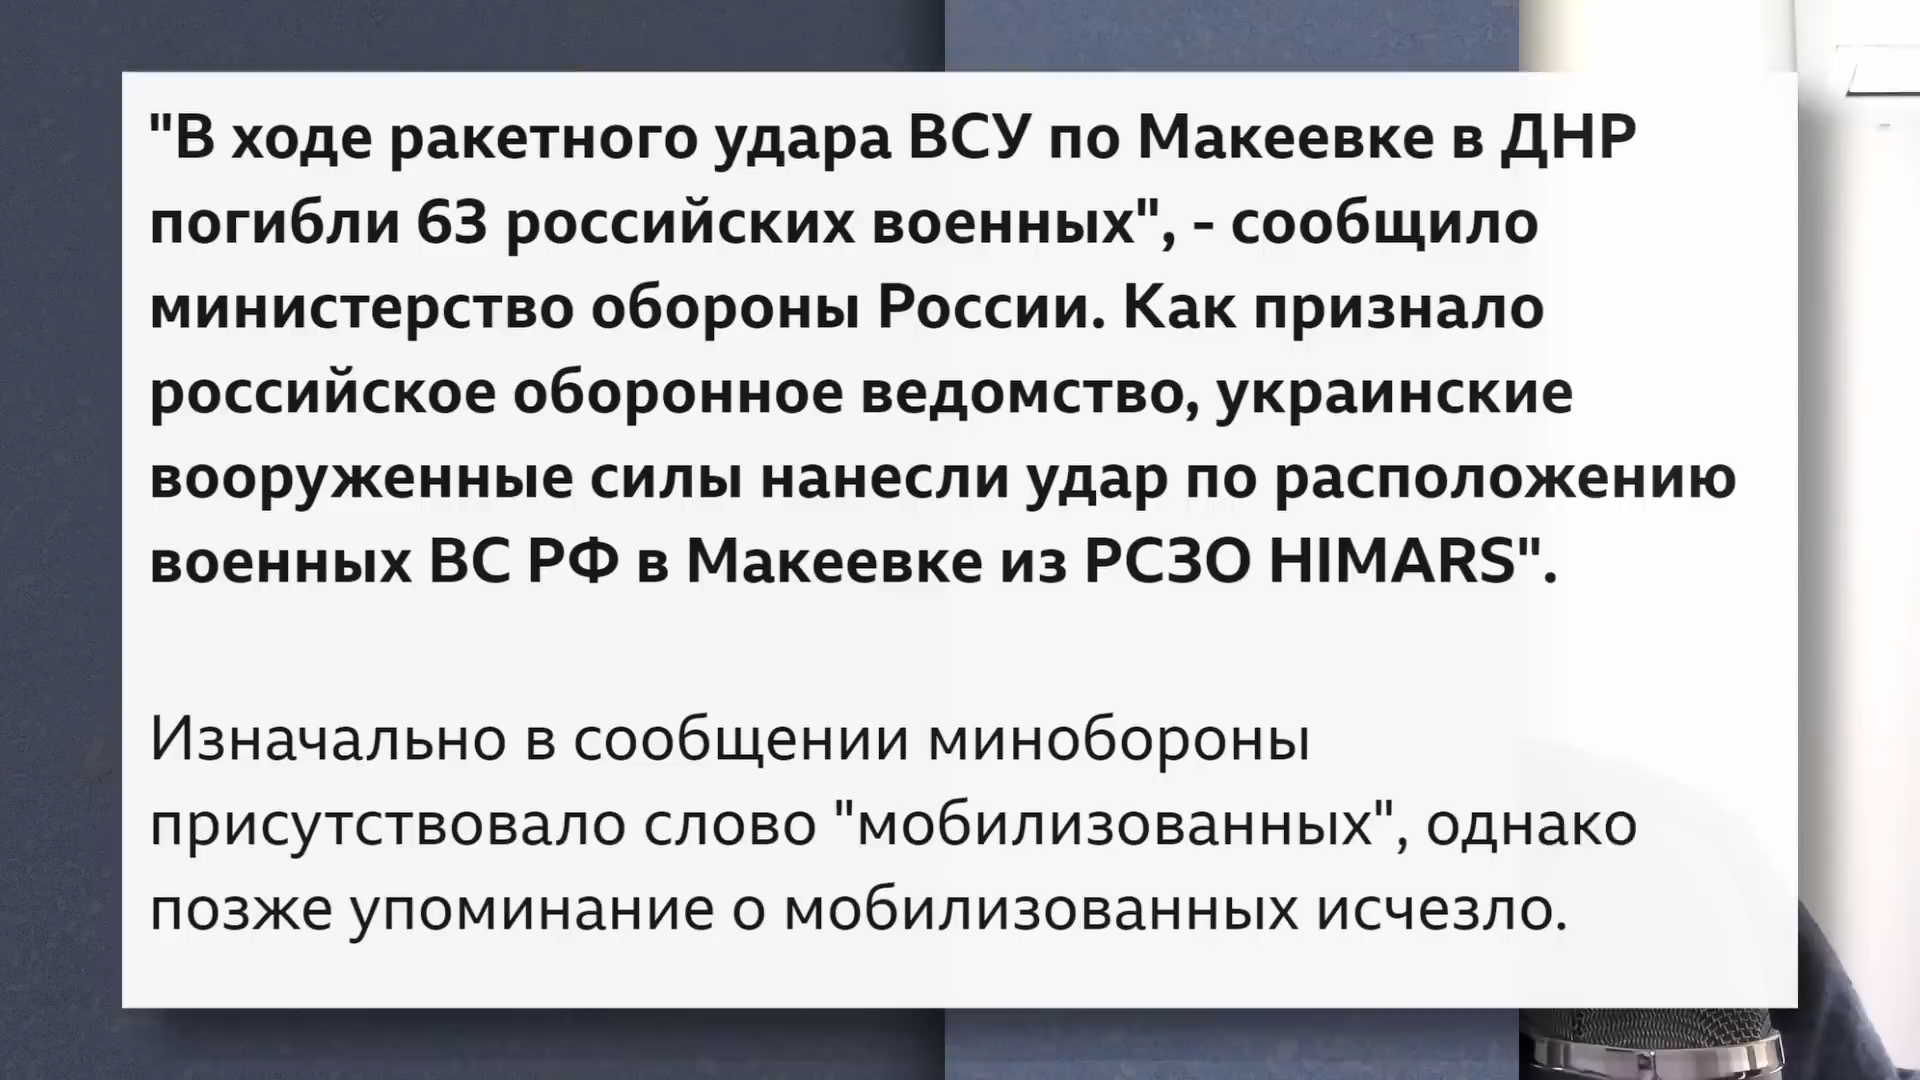 "В ходе ракетного удара ВСУ по Макеевке в ДНР
погибли 63 российских военных", - сообщило
министерство обороны России. Как признало
российское оборонное ведомство, украинские
вооруженные силы нанесли удар по расположению
военных ВС РФ в Макеевке из РСЗО HIMARS".
Изначально в сообщении минобороны
присутствовало слово "мобилизованных", однако
позже упоминание о мобилизованных исчезло.